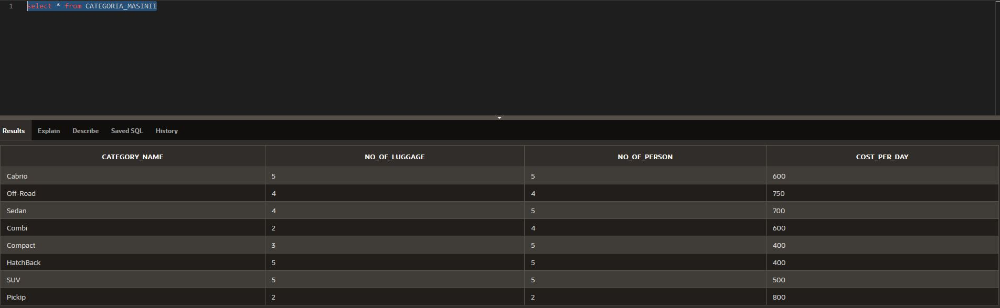 1 select * from CATEGORIA_MASINII
Results Explain Describe Saved SQL History
CATEGORY_NAME NO_OF_LUGGAGE NO_OF_PERSON COST_PER_DAY
Cabrio 5 5 600
Off-Road 4 4 750
Sedan 4 5 700
Combi 2 4 600
Compact 3 5 400
HatchBack 5 5 400
SUV 5 5 500
Pickip 2 2 800